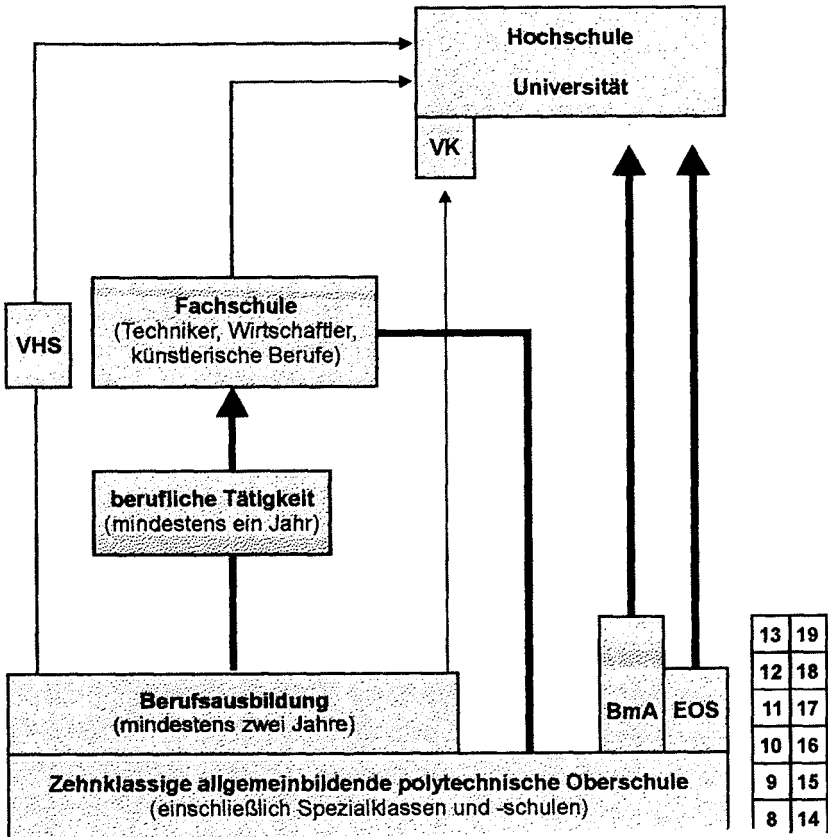 Hochschule
Universität
VK
VHS
Fachschule
(Techniker, Wirtschaftler,
künstlerische Berufe)
berufliche Tätigkeit
(mindestens ein Jahr)
Berufsausbildung
(mindestens zwei Jahre)
BmA
EOS
Zehnklassige allgemeinbildende polytechnische Oberschule
(einschließlich Spezialklassen und -schulen)
13 19
12 18
11 17
10 16
9 15
8 14